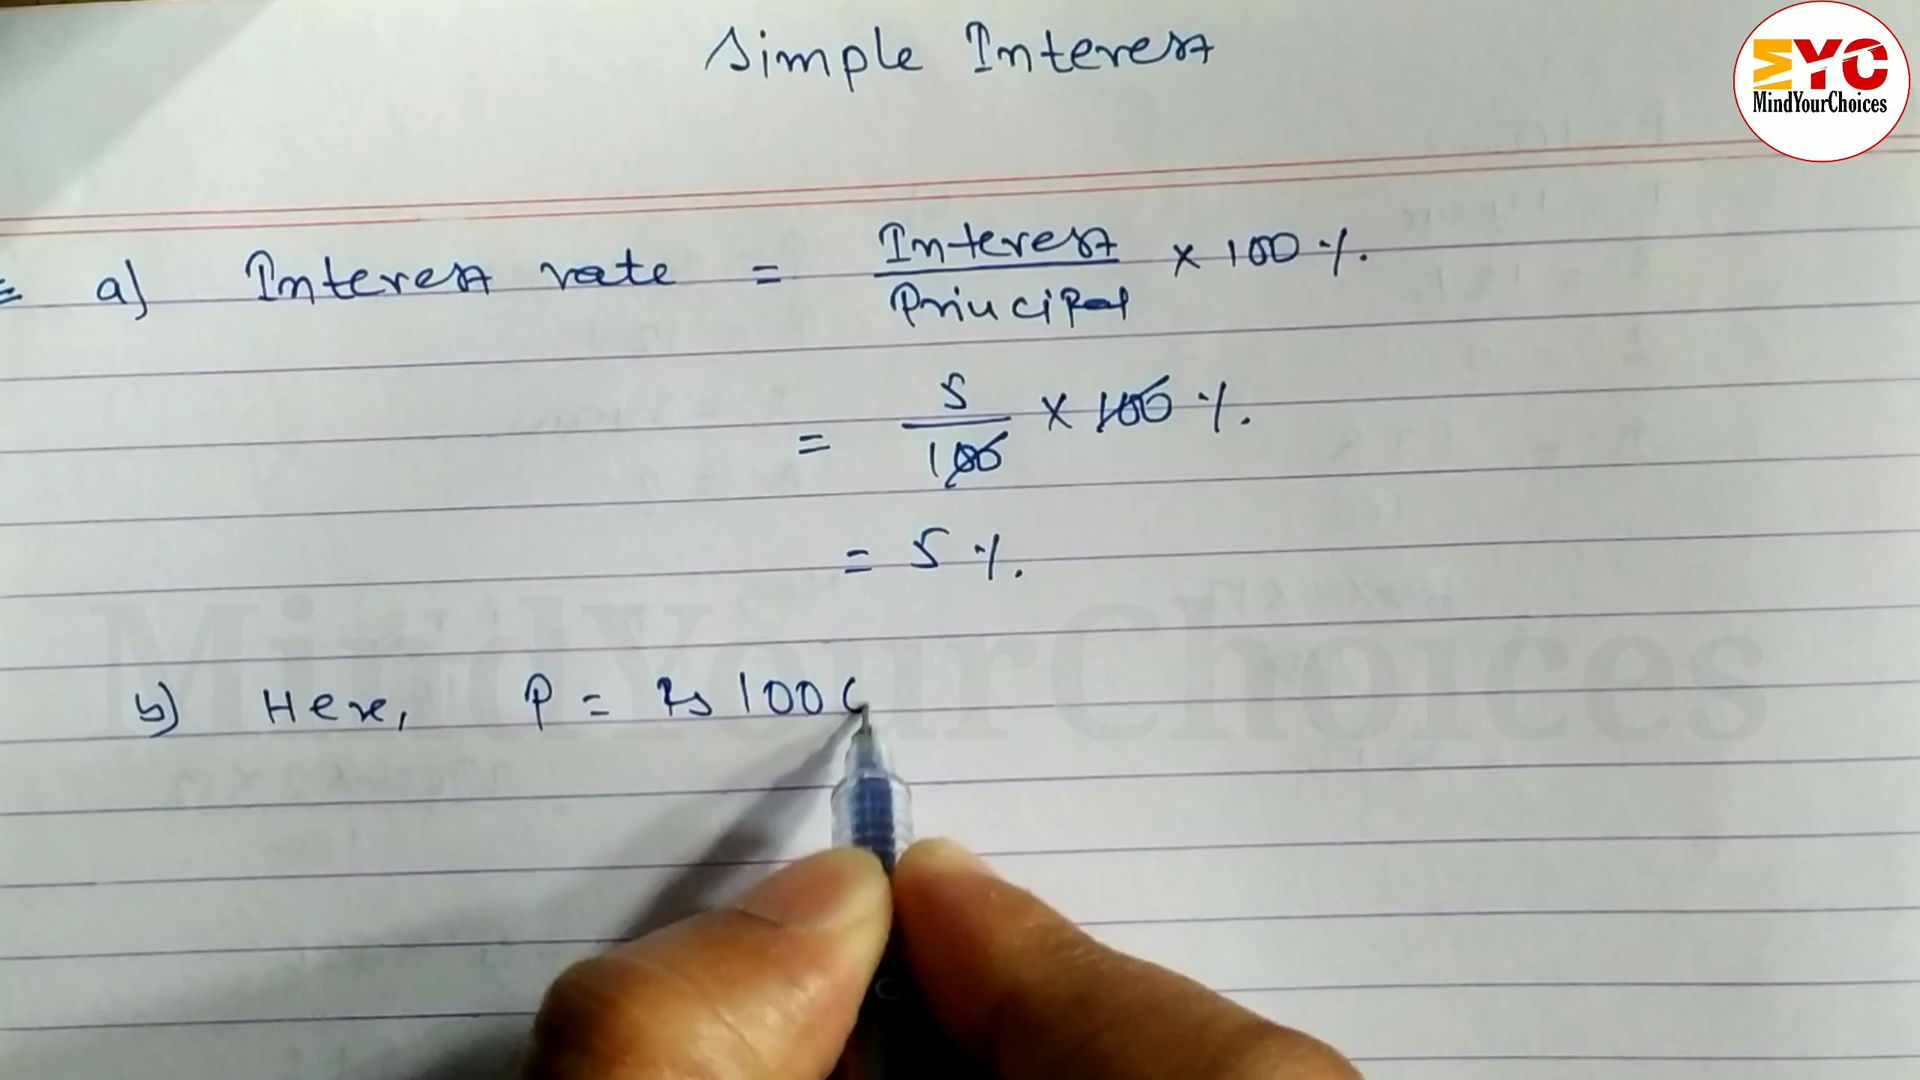 Simple Interest
MYC
MindYourChoices
= a) Interest rate = Interest / Principal × 100 %.
= 5 / 100 × 100 %.
= 5 %.
MindYourChoices
b) Here, P = Rs 100